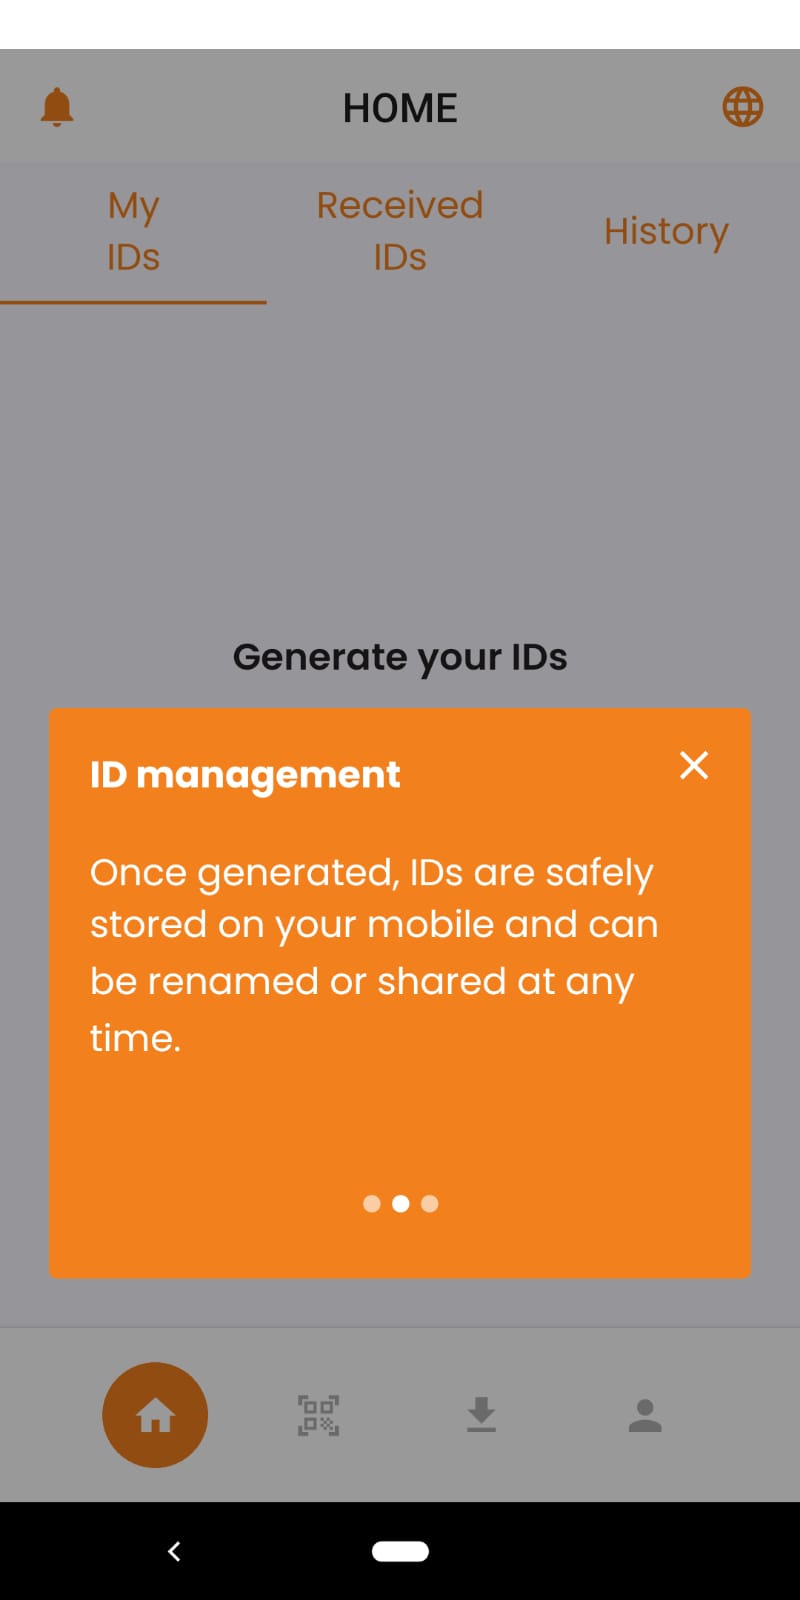 HOME
My
IDs
Received
IDs
History
Generate your IDs
ID management
Once generated, IDs are safely
stored on your mobile and can
be renamed or shared at any
time.